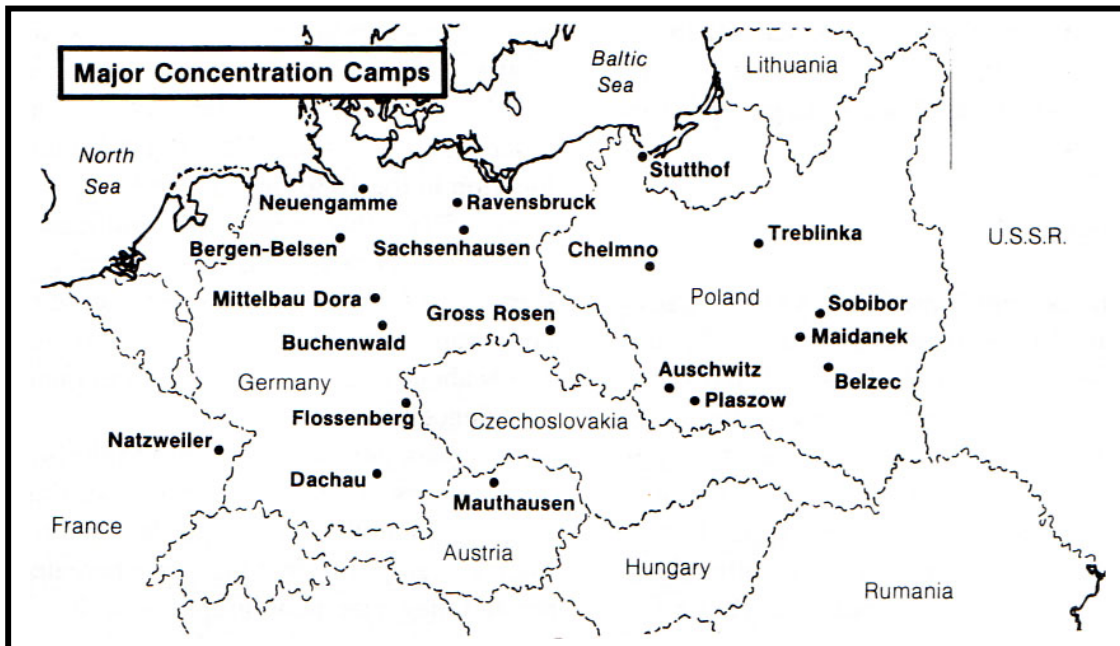 Major Concentration Camps
Baltic
Sea
Lithuania
North
Sea
Stutthof
Neuengamme
Ravensbruck
Bergen-Belsen
Sachsenhausen
Chelmno
Treblinka
U.S.S.R.
Mittelbau Dora
Poland
Sobibor
Buchenwald
Gross Rosen
Maidanek
Germany
Auschwitz
Belzec
Flossenberg
Czechoslovakia
Plaszow
Natzweiler
Dachau
Mauthausen
France
Austria
Hungary
Rumania